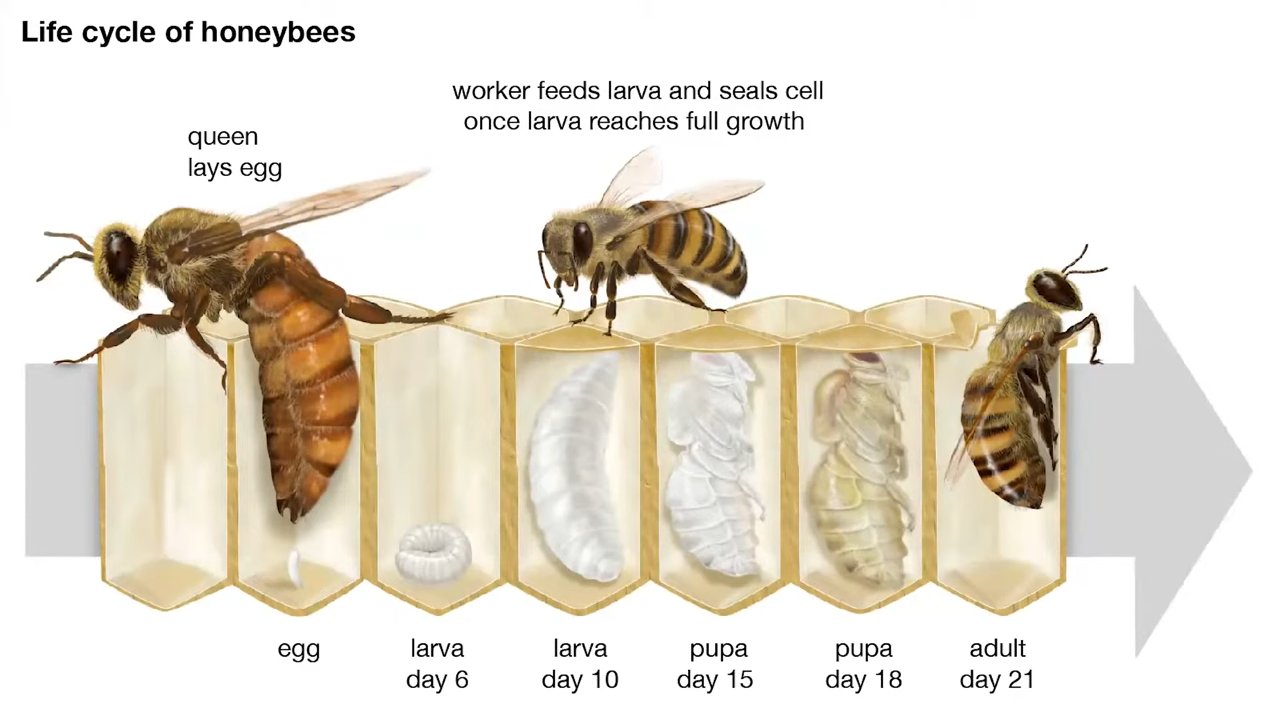 Life cycle of honeybees
worker feeds larva and seals cell
once larva reaches full growth
queen
lays egg
egg
larva
day 6
larva
day 10
pupa
day 15
pupa
day 18
adult
day 21